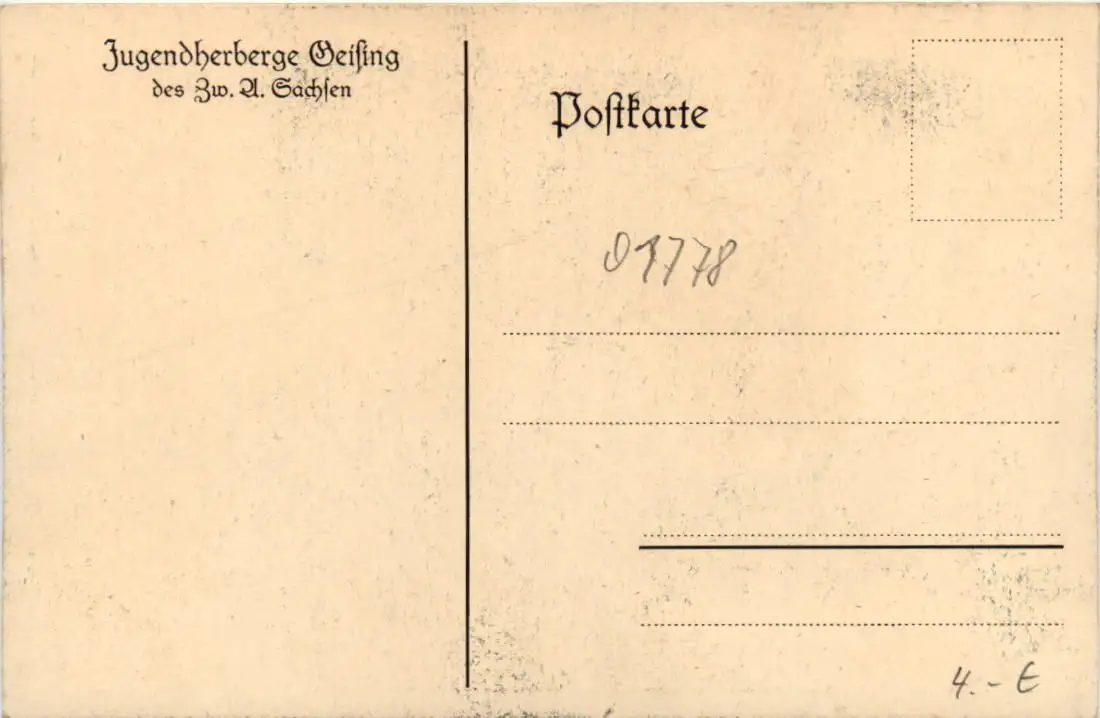 Jugendherberge Geiſing
des Zw. A. Sachſen
Poſtkarte
01778
4.- €